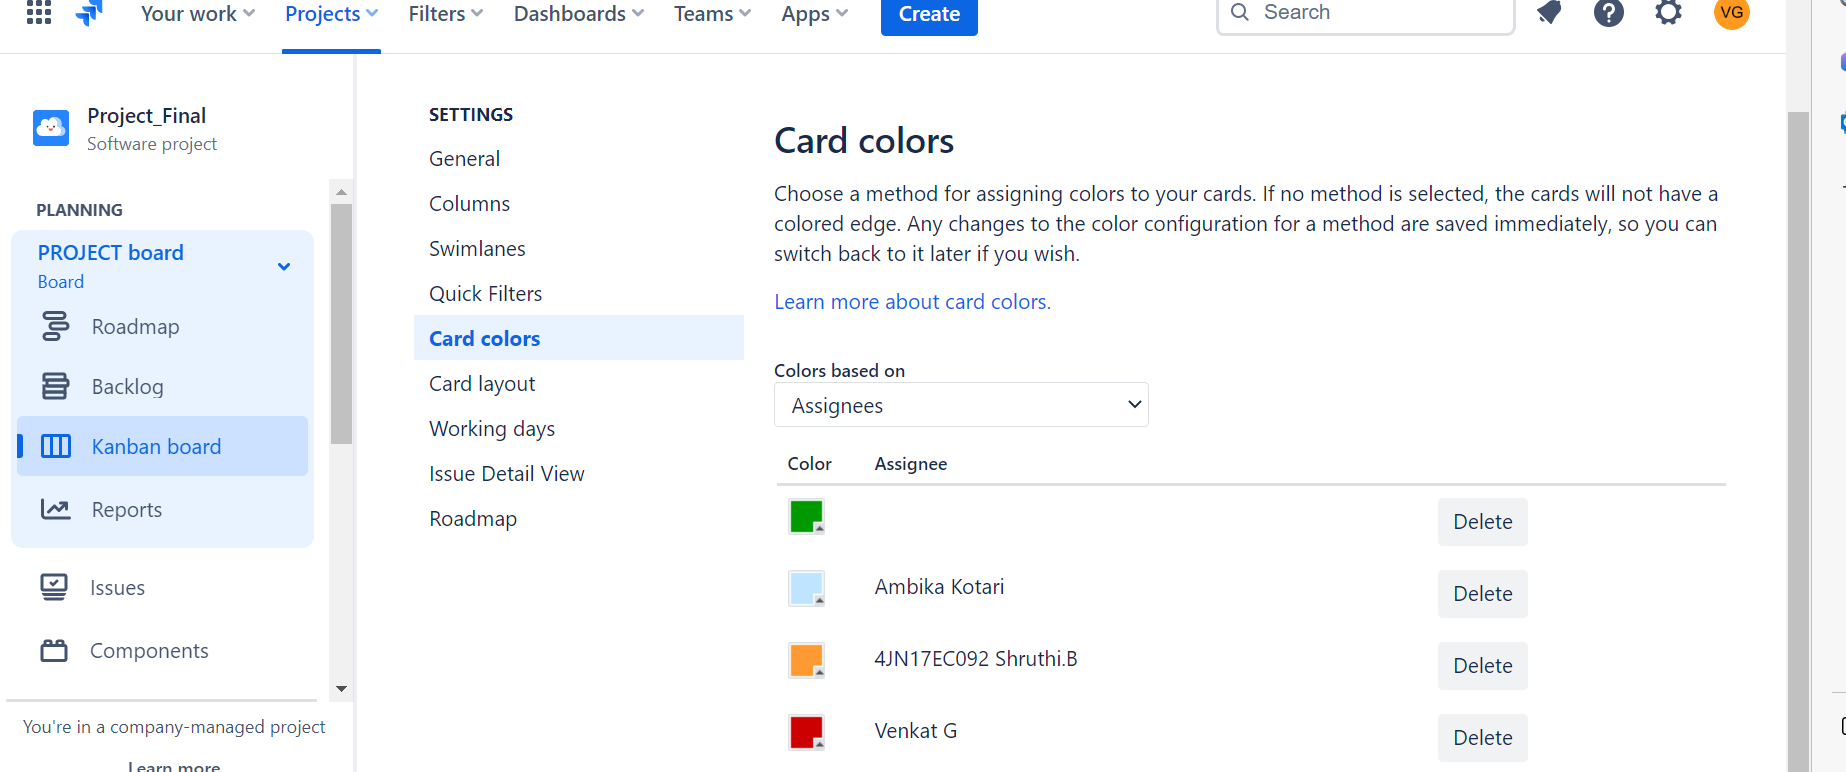 Your work Projects Filters Dashboards Teams Apps Create Search VG
Project_Final
Software project
PLANNING
PROJECT board
Board
Roadmap
Backlog
Kanban board
Reports
Issues
Components
You're in a company-managed project
Learn more
SETTINGS
General
Columns
Swimlanes
Quick Filters
Card colors
Card layout
Working days
Issue Detail View
Roadmap
Card colors
Choose a method for assigning colors to your cards. If no method is selected, the cards will not have a
colored edge. Any changes to the color configuration for a method are saved immediately, so you can
switch back to it later if you wish.
Learn more about card colors.
Colors based on
Assignees
Color Assignee
Delete
Ambika Kotari Delete
4JN17EC092 Shruthi.B Delete
Venkat G Delete